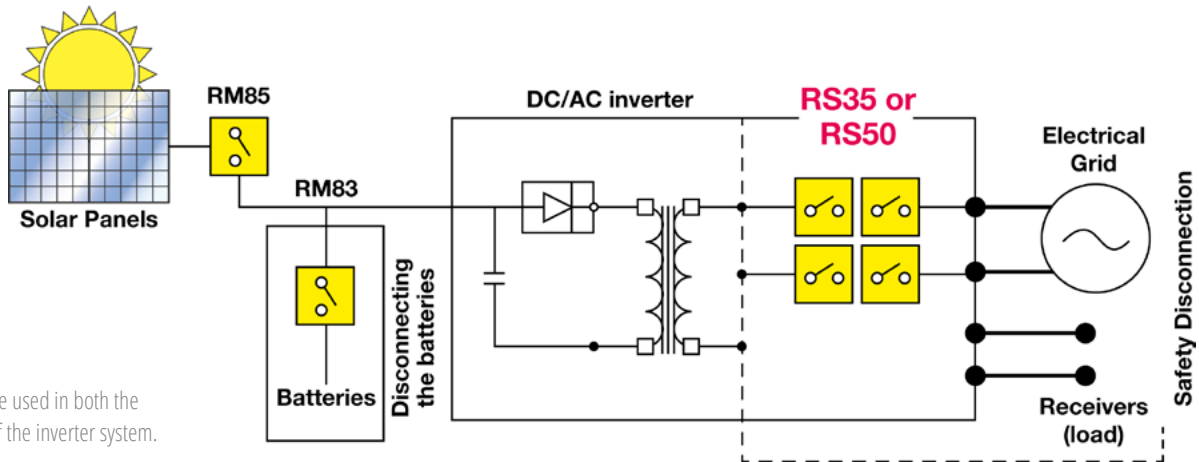 RM85
DC/AC inverter
RS35 or
RS50
Electrical
Grid
Solar Panels
RM83
Disconnecting
the batteries
Batteries
Receivers
(load)
Safety Disconnection
e used in both the
f the inverter system.